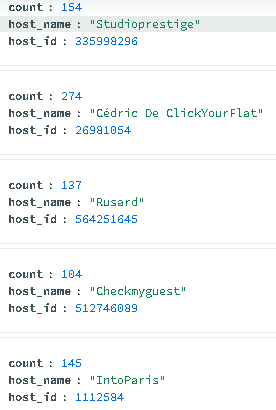 count : 154
host_name : "Studioprestige"
host_id : 335998296
count : 274
host_name : "Cédric De ClickYourFlat"
host_id : 26981054
count : 137
host_name : "Rusard"
host_id : 564251645
count : 104
host_name : "Checkmyguest"
host_id : 512746089
count : 145
host_name : "IntoParis"
host_id : 1112584